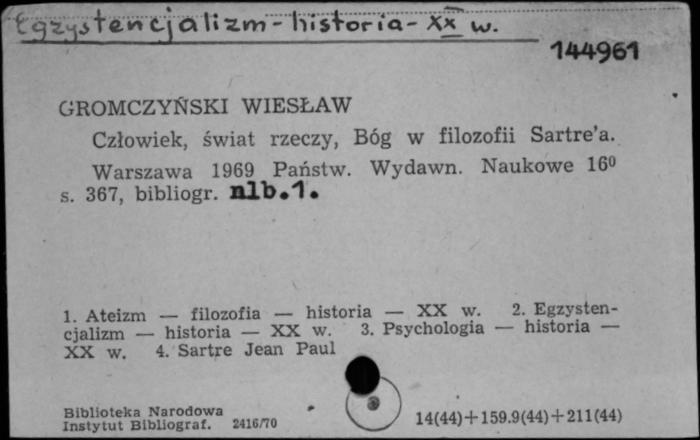 Egzystencjalizm - historia - XX w.
144961
GROMCZYŃSKI WIESŁAW
Człowiek, świat rzeczy, Bóg w filozofii Sartre'a.
Warszawa 1969 Państw. Wydawn. Naukowe 16⁰
s. 367, bibliogr. nlb.1.
1. Ateizm — filozofia — historia — XX w. 2. Egzysten-
cjalizm — historia — XX w. 3. Psychologia — historia —
XX w. 4. Sartre Jean Paul
Biblioteka Narodowa
Instytut Bibliograf. 2416/70
14(44)+159.9(44)+211(44)